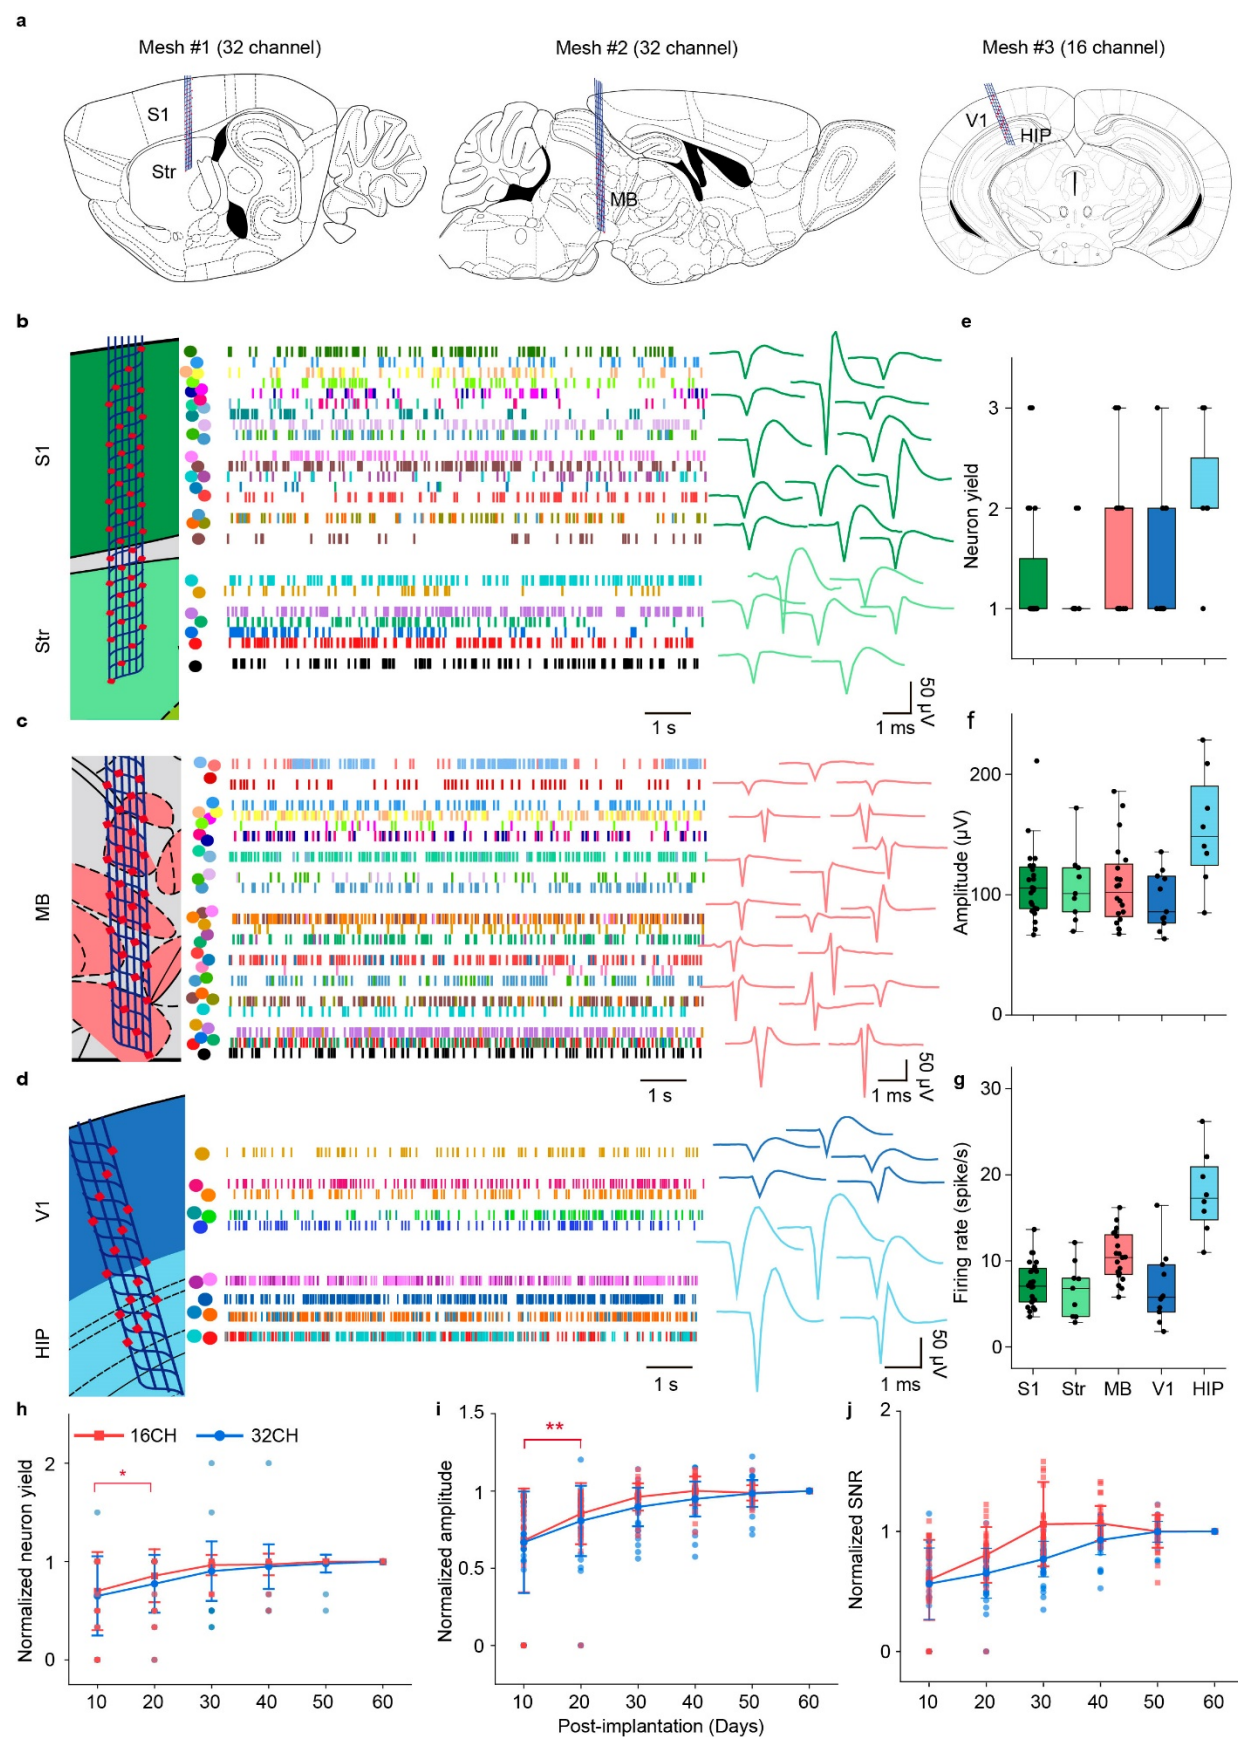 a
Mesh #1 (32 channel)
Mesh #2 (32 channel)
Mesh #3 (16 channel)
S1
Str
MB
V1
HIP
b
S1
Str
1 s
1 ms
50 µV
e
Neuron yield
3
2
1
c
MB
1 s
1 ms
50 µV
f
Amplitude (µV)
200
100
0
d
V1
HIP
1 s
1 ms
50 µV
g
Firing rate (spike/s)
30
20
10
0
S1
Str
MB
V1
HIP
h
16CH
32CH
*
Normalized neuron yield
2
1
0
10
20
30
40
50
60
i
**
Normalized amplitude
1.5
1
0.5
0
10
20
30
40
50
60
Post-implantation (Days)
j
Normalized SNR
2
1
0
10
20
30
40
50
60